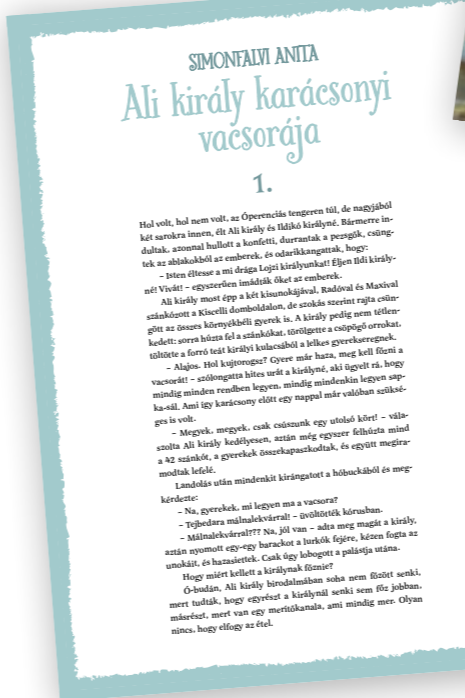 SIMONFALVI ANITA
Ali király karácsonyi
vacsorája
1.
Hol volt, hol nem volt, az Óperenciás tengeren túl, de nagyjából
két sarokra innen, élt Ali király és Ildikó királyné. Bármerre in-
dultak, azonnal hullott a konfetti, durrantak a pezsgők, csüng-
tek az ablakokból az emberek, és odarikkangattak, hogy:
– Isten éltesse a mi drága Lojzi királyunkat! Éljen Ildi király-
né! Vivát! – egyszerűen imádták őket az emberek.
Ali király most épp a két kisunokájával, Radóval és Maxival
szánkózott a Kiscelli domboldalon, de szokás szerint rajta csün-
gött az összes környékbéli gyerek is. A király pedig nem tétlen-
kedett: sorra húzta fel a szánkókat, törölgette a csöpögő orrokat,
töltötte a forró teát királyi kulacsából a lelkes gyerekseregnek.
– Alajos. Hol kujtorogsz? Gyere már haza, meg kell főzni a
vacsorát! – szólongatta hites urát a királyné, aki ügyelt rá, hogy
mindig minden rendben legyen, mindig mindenkin legyen sap-
ka-sál. Ami így karácsony előtt egy nappal már valóban szüksé-
ges is volt.
– Megyek, megyek, csak csúszunk egy utolsó kört! – vála-
szolta Ali király kedélyesen, aztán még egyszer felhúzta mind
a 42 szánkót, a gyerekek összekapaszkodtak, és együtt megira-
modtak lefelé.
Landolás után mindenkit kirángatott a hóbuckából és meg-
kérdezte:
– Na, gyerekek, mi legyen ma a vacsora?
– Tejbedara málnalekvárral! – üvöltötték kórusban.
– Málnalekvárral??? Na, jól van – adta meg magát a király,
aztán nyomott egy-egy barackot a lurkók fejére, kézen fogta az
unokáit, és hazasiettek. Csak úgy lobogott a palástja utána.
Hogy miért kellett a királynak főznie?
Ó-budán, Ali király birodalmában soha nem főzött senki,
mert tudták, hogy egyrészt a királynál senki sem főz jobban,
másrészt, mert van egy merítőkanala, ami mindig mer. Olyan
nincs, hogy elfogy az étel.